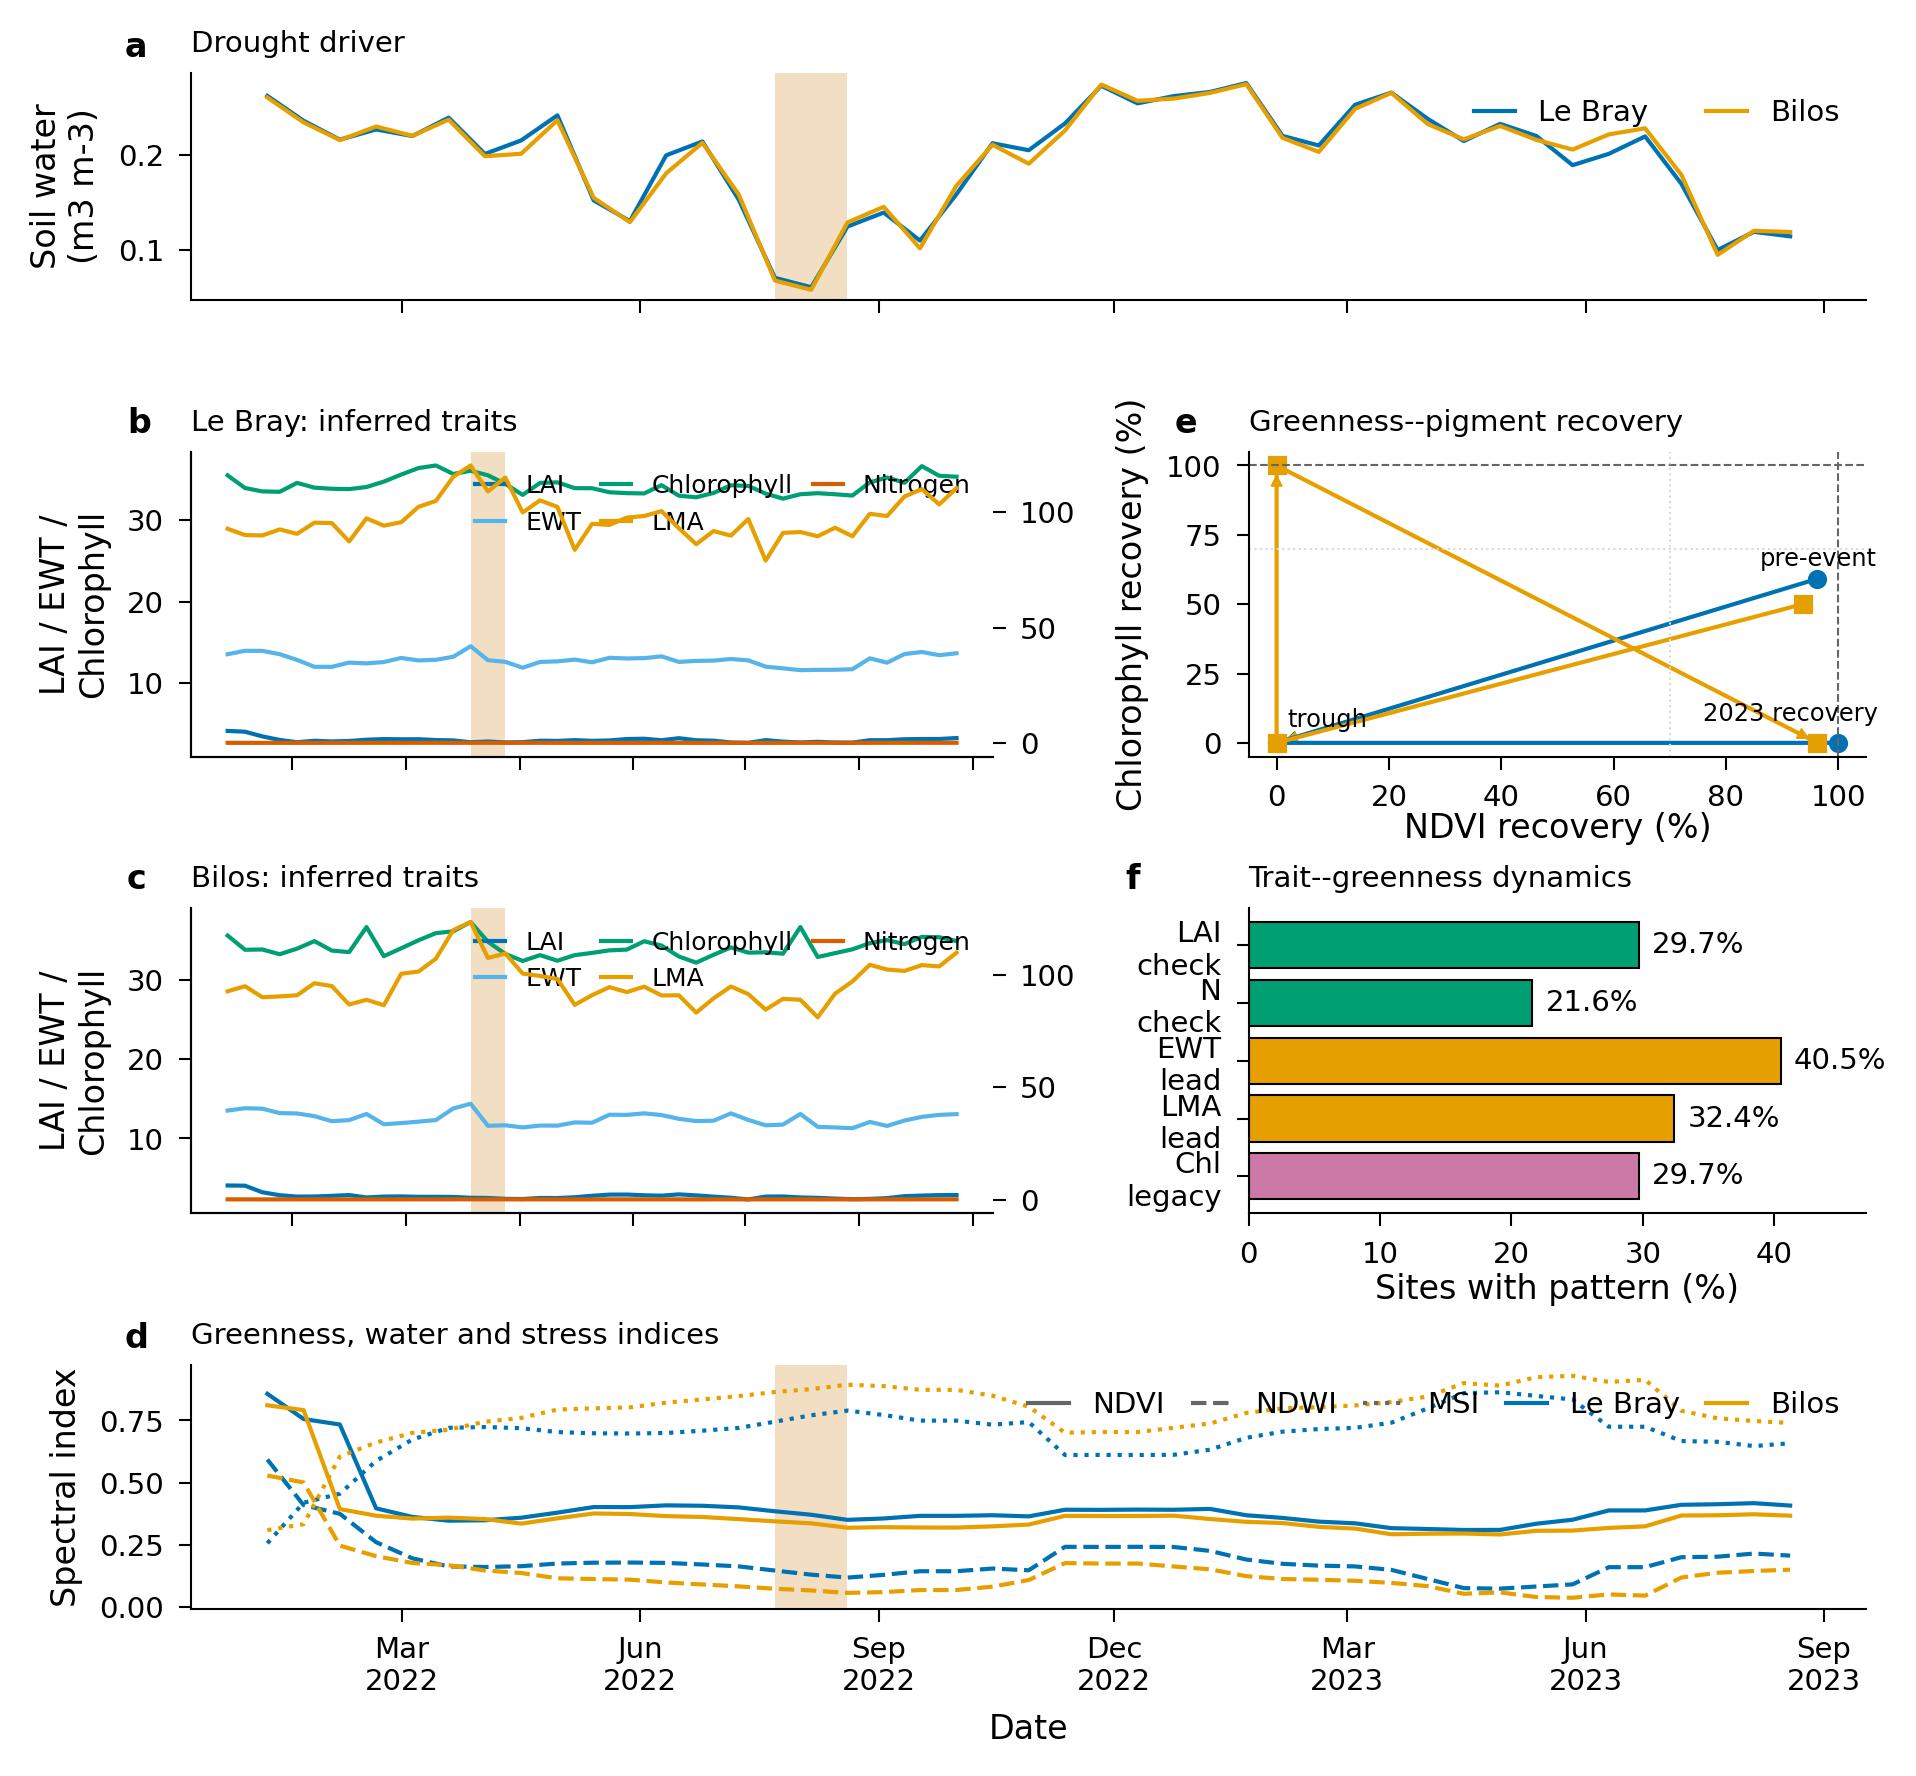 a
Drought driver
Soil water
(m3 m-3)
0.2
0.1
Le Bray
Bilos
b
Le Bray: inferred traits
LAI / EWT /
Chlorophyll
30
20
10
LAI
Chlorophyll
Nitrogen
EWT
LMA
100
50
0
e
Greenness--pigment recovery
Chlorophyll recovery (%)
100
75
50
25
0
pre-event
trough
2023 recovery
0
20
40
60
80
100
NDVI recovery (%)
c
Bilos: inferred traits
LAI / EWT /
Chlorophyll
30
20
10
LAI
Chlorophyll
Nitrogen
EWT
LMA
100
50
0
f
Trait--greenness dynamics
LAI
check
N
check
EWT
lead
LMA
lead
Chl
legacy
29.7%
21.6%
40.5%
32.4%
29.7%
0
10
20
30
40
Sites with pattern (%)
d
Greenness, water and stress indices
Spectral index
0.75
0.50
0.25
0.00
NDVI
NDWI
MSI
Le Bray
Bilos
Mar
2022
Jun
2022
Sep
2022
Dec
2022
Mar
2023
Jun
2023
Sep
2023
Date